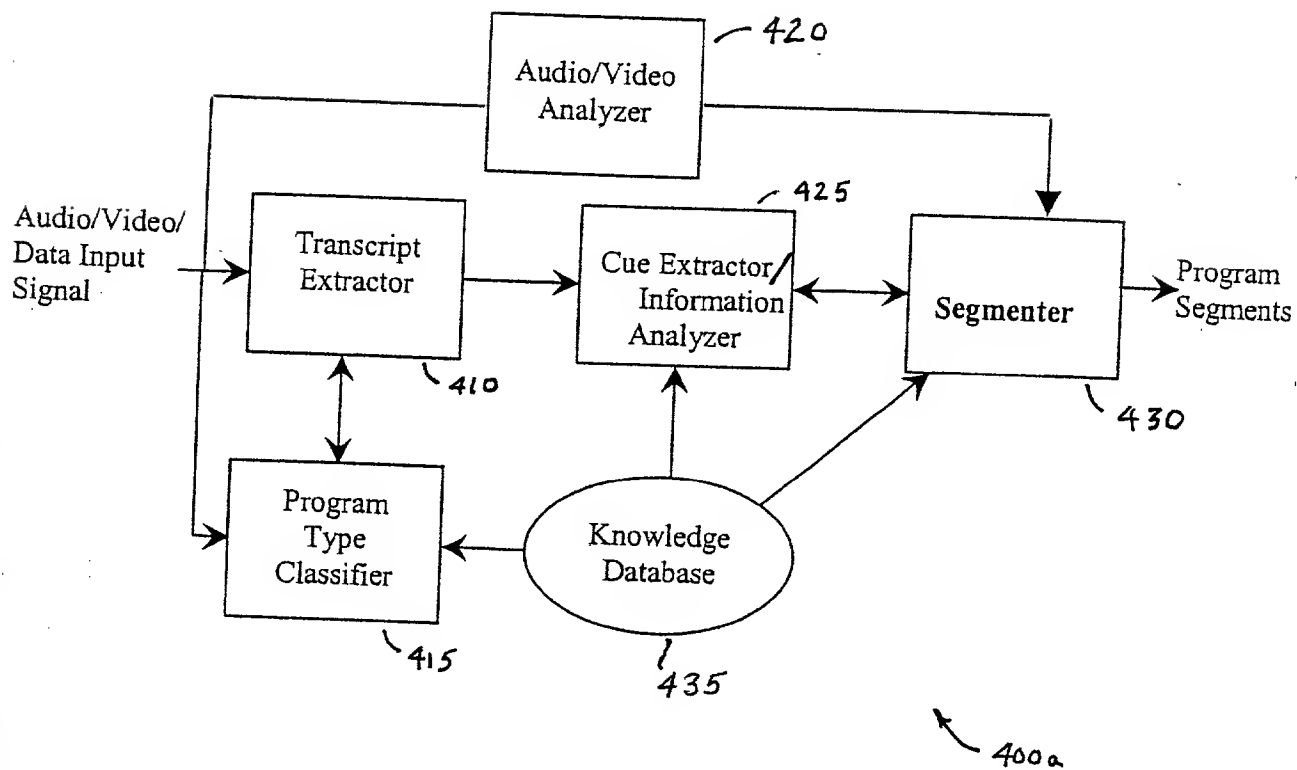 420
Audio/Video
Analyzer
425
Audio/Video/
Data Input
Signal
Transcript
Extractor
Cue Extractor/
Information
Analyzer
Segmenter
Program
Segments
410
430
Program
Type
Classifier
Knowledge
Database
415
435
400a